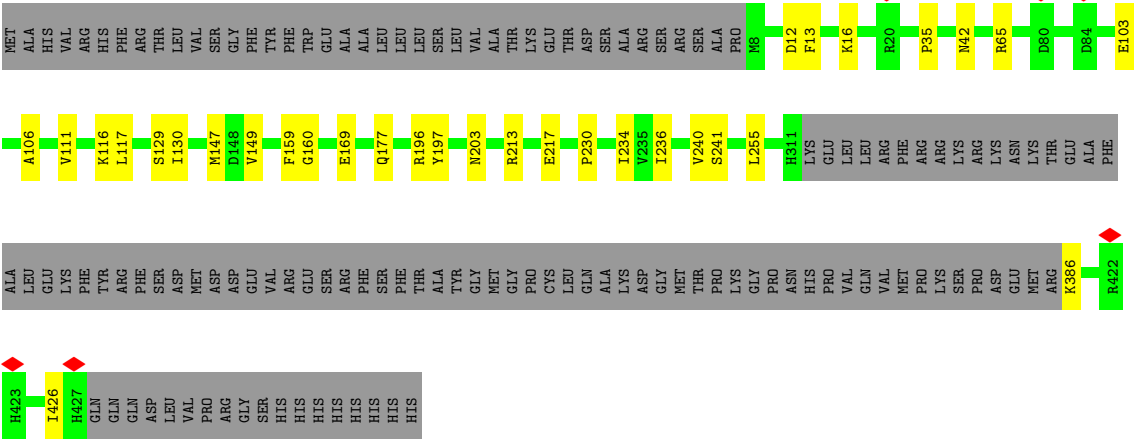 MET ALA HIS VAL ARG HIS PHE ARG THR LEU VAL SER GLY PHE TYR PHE TRP GLU ALA ALA LEU LEU LEU SER LEU VAL ALA THR LYS GLU THR ASP SER ALA ARG SER ARG SER ALA PRO M8 D12 F13 K16 R20 P35 N42 R65 D80 D84 E103
A106 V111 K116 L117 S129 I130 M147 D148 V149 F159 G160 E169 Q177 R196 Y197 N203 R213 E217 P230 I234 V235 I236 V240 S241 L255 H311 LYS GLU LEU LEU ARG PHE ARG ARG LYS ARG LYS ASN LYS THR GLU ALA PHE
ALA LEU GLU LYS PHE TYR ARG PHE SER ASP MET ASP ASP GLU VAL ARG GLU SER ARG PHE SER PHE THR ALA TYR GLY MET GLY PRO CYS LEU GLN ALA LYS ASP GLY MET THR PRO LYS GLY PRO ASN HIS PRO VAL GLN VAL MET PRO LYS SER PRO ASP GLU MET ARG K386 R422
H423 I426 H427 GLN GLN GLN ASP LEU VAL PRO ARG GLY SER HIS HIS HIS HIS HIS HIS HIS HIS